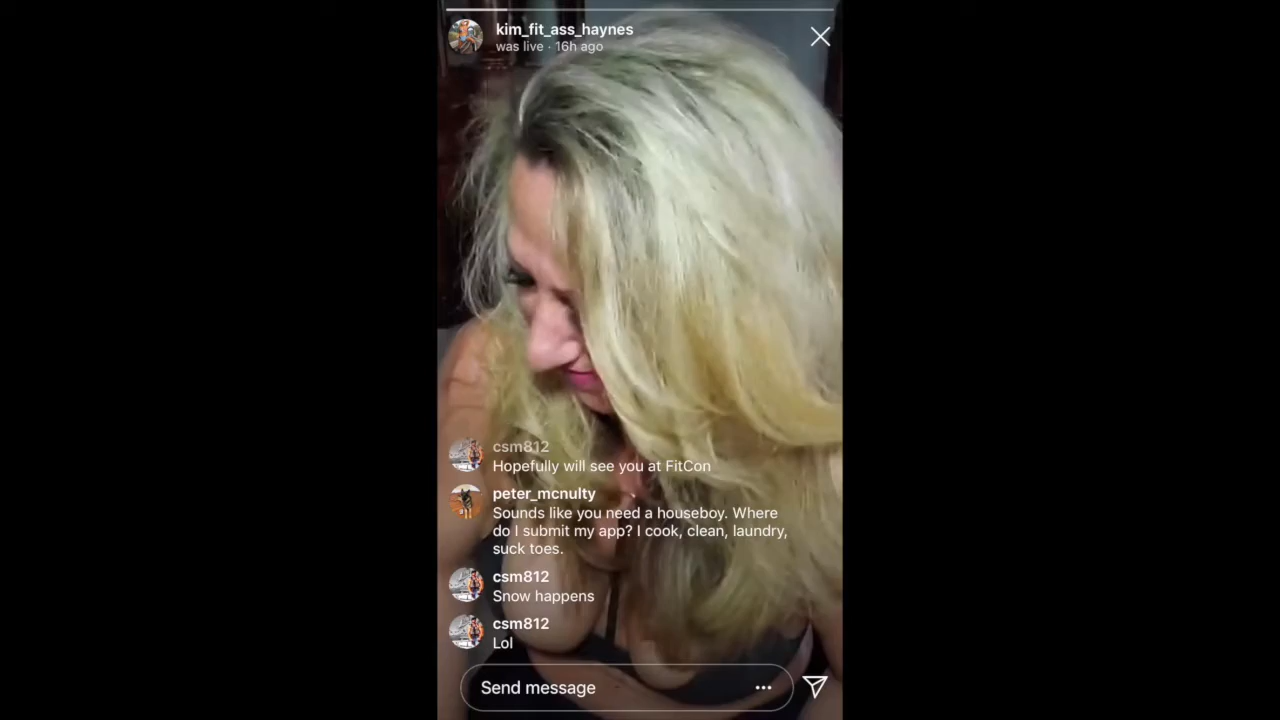 kim_fit_ass_haynes
was live · 16h ago
csm812
Hopefully will see you at FitCon
peter_mcnulty
Sounds like you need a houseboy. Where
do I submit my app? I cook, clean, laundry,
suck toes.
csm812
Snow happens
csm812
Lol
Send message